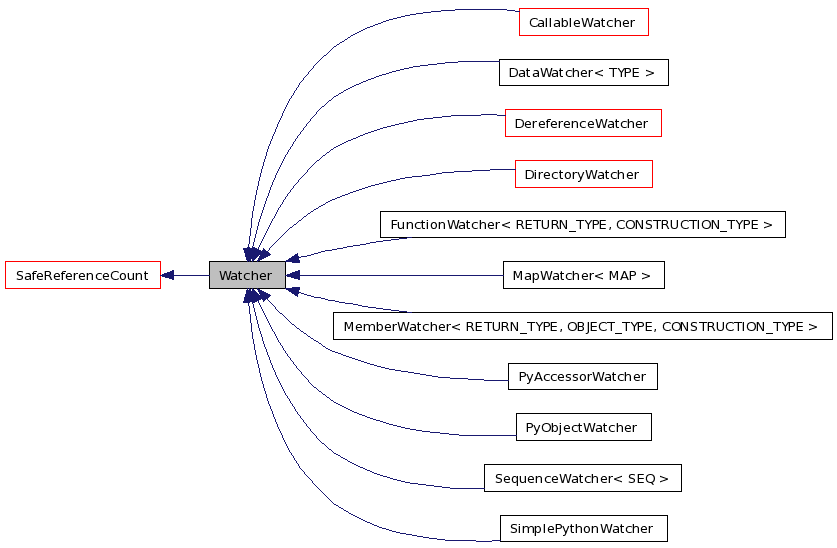 CallableWatcher
DataWatcher< TYPE >
DereferenceWatcher
DirectoryWatcher
FunctionWatcher< RETURN_TYPE, CONSTRUCTION_TYPE >
SafeReferenceCount
Watcher
MapWatcher< MAP >
MemberWatcher< RETURN_TYPE, OBJECT_TYPE, CONSTRUCTION_TYPE >
PyAccessorWatcher
PyObjectWatcher
SequenceWatcher< SEQ >
SimplePythonWatcher